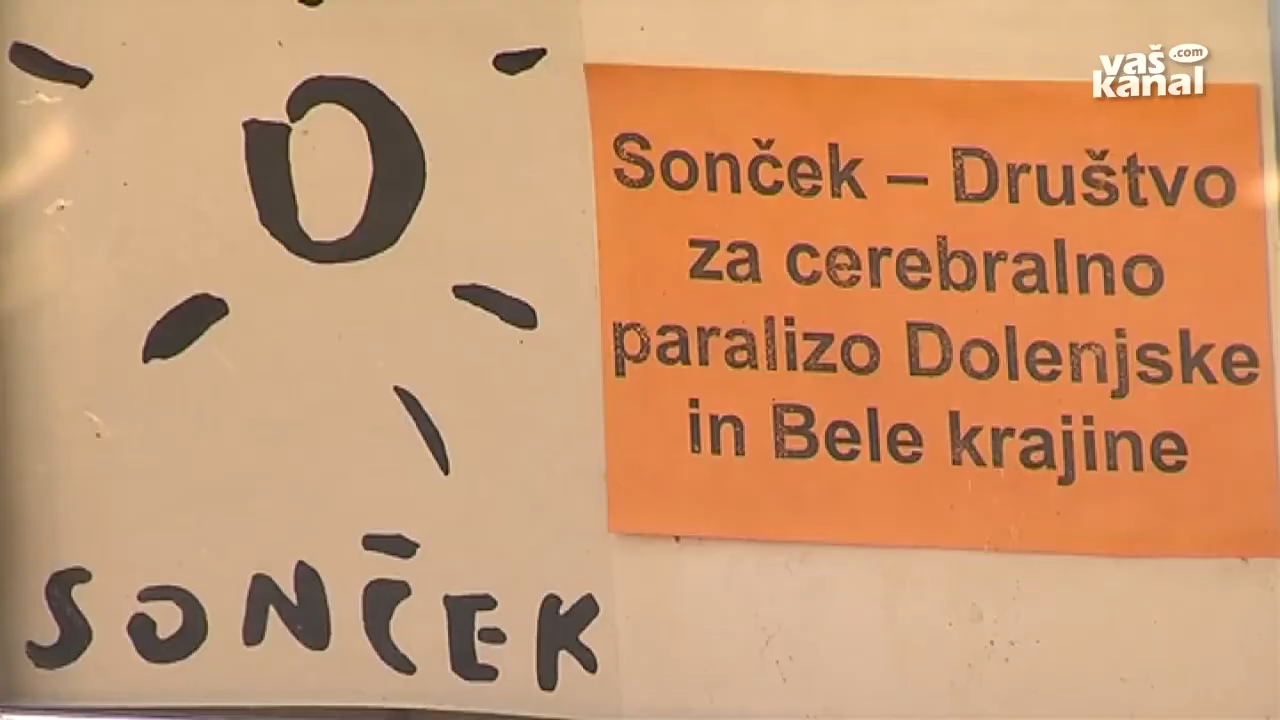 vaš
.com
kanal
Sonček – Društvo
za cerebralno
paralizo Dolenjske
in Bele krajine
SONČEK